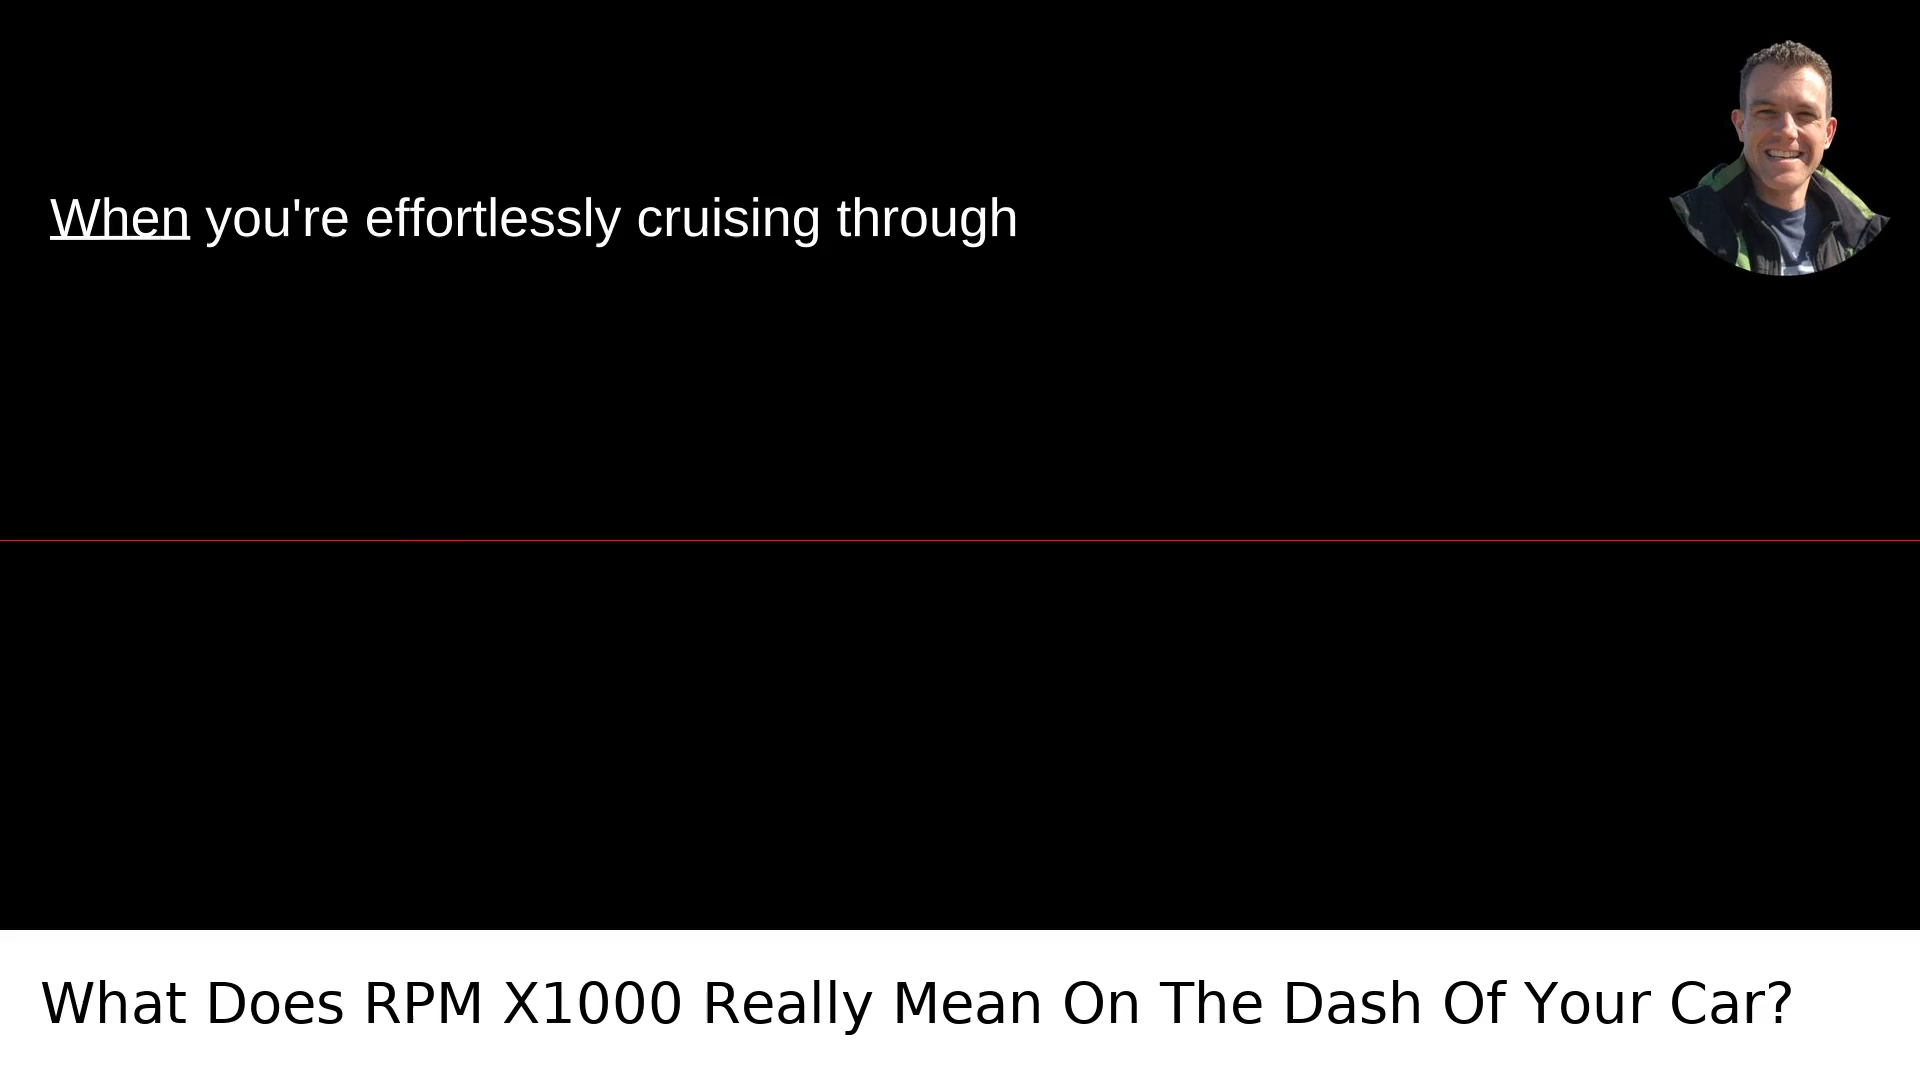 When you're effortlessly cruising through
What Does RPM X1000 Really Mean On The Dash Of Your Car?